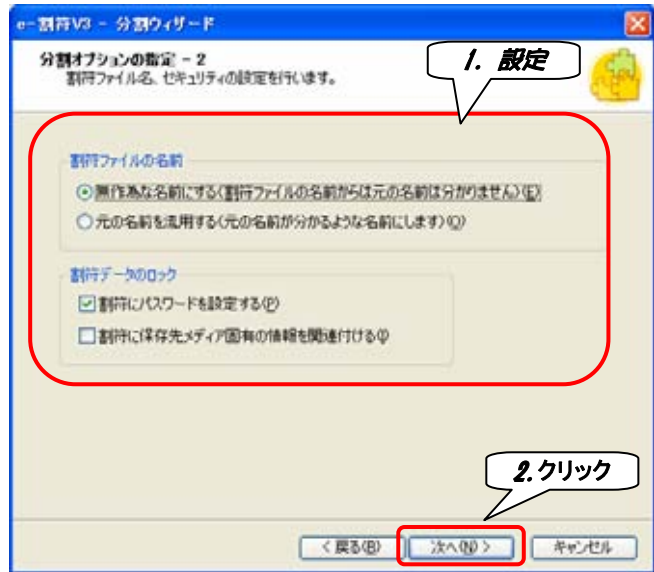 e-割符V3 - 分割ウィザード
分割オプションの指定 - 2
割符ファイル名、セキュリティの設定を行います。
1. 設定
割符ファイルの名前
無作為な名前にする(割符ファイルの名前からは元の名前は分かりません)(E)
元の名前を流用する(元の名前が分かるような名前にします)(O)
割符データのロック
割符にパスワードを設定する(P)
割符に保存先メディア固有の情報を関連付ける(I)
2.クリック
< 戻る(B)
次へ(N) >
キャンセル